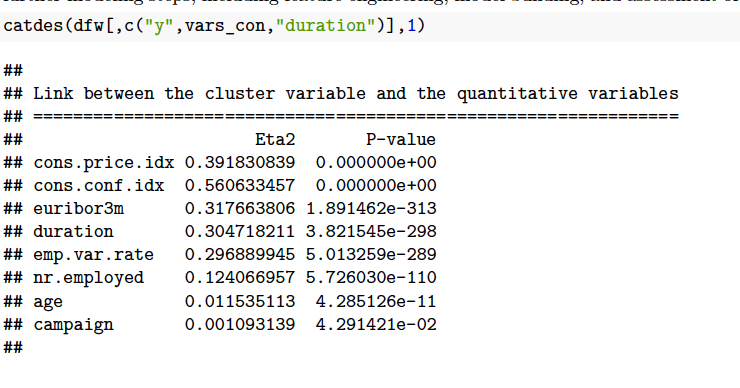 catdes(dfw[,c("y",vars_con,"duration")],1)
##
## Link between the cluster variable and the quantitative variables
## ================================================================
##                     Eta2       P-value
## cons.price.idx 0.391830839  0.000000e+00
## cons.conf.idx  0.560633457  0.000000e+00
## euribor3m      0.317663806 1.891462e-313
## duration       0.304718211 3.821545e-298
## emp.var.rate   0.296889945 5.013259e-289
## nr.employed    0.124066957 5.726030e-110
## age            0.011535113  4.285126e-11
## campaign       0.001093139  4.291421e-02
##